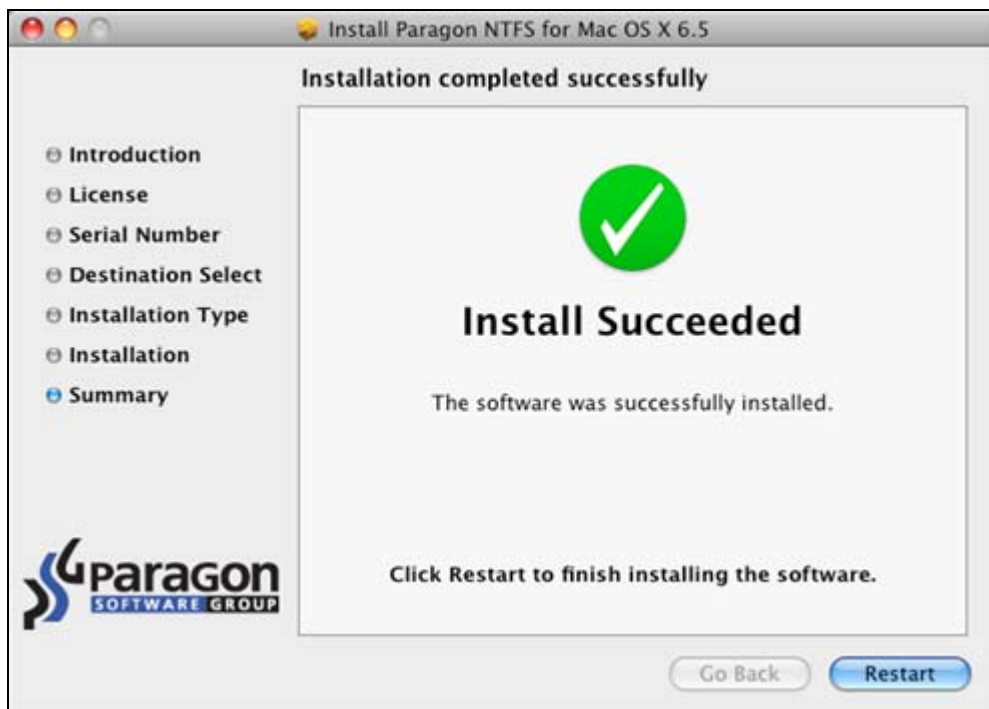 Install Paragon NTFS for Mac OS X 6.5
Installation completed successfully
Introduction
License
Serial Number
Destination Select
Installation Type
Installation
Summary
Install Succeeded
The software was successfully installed.
Click Restart to finish installing the software.
Paragon
SOFTWARE GROUP
Go Back
Restart